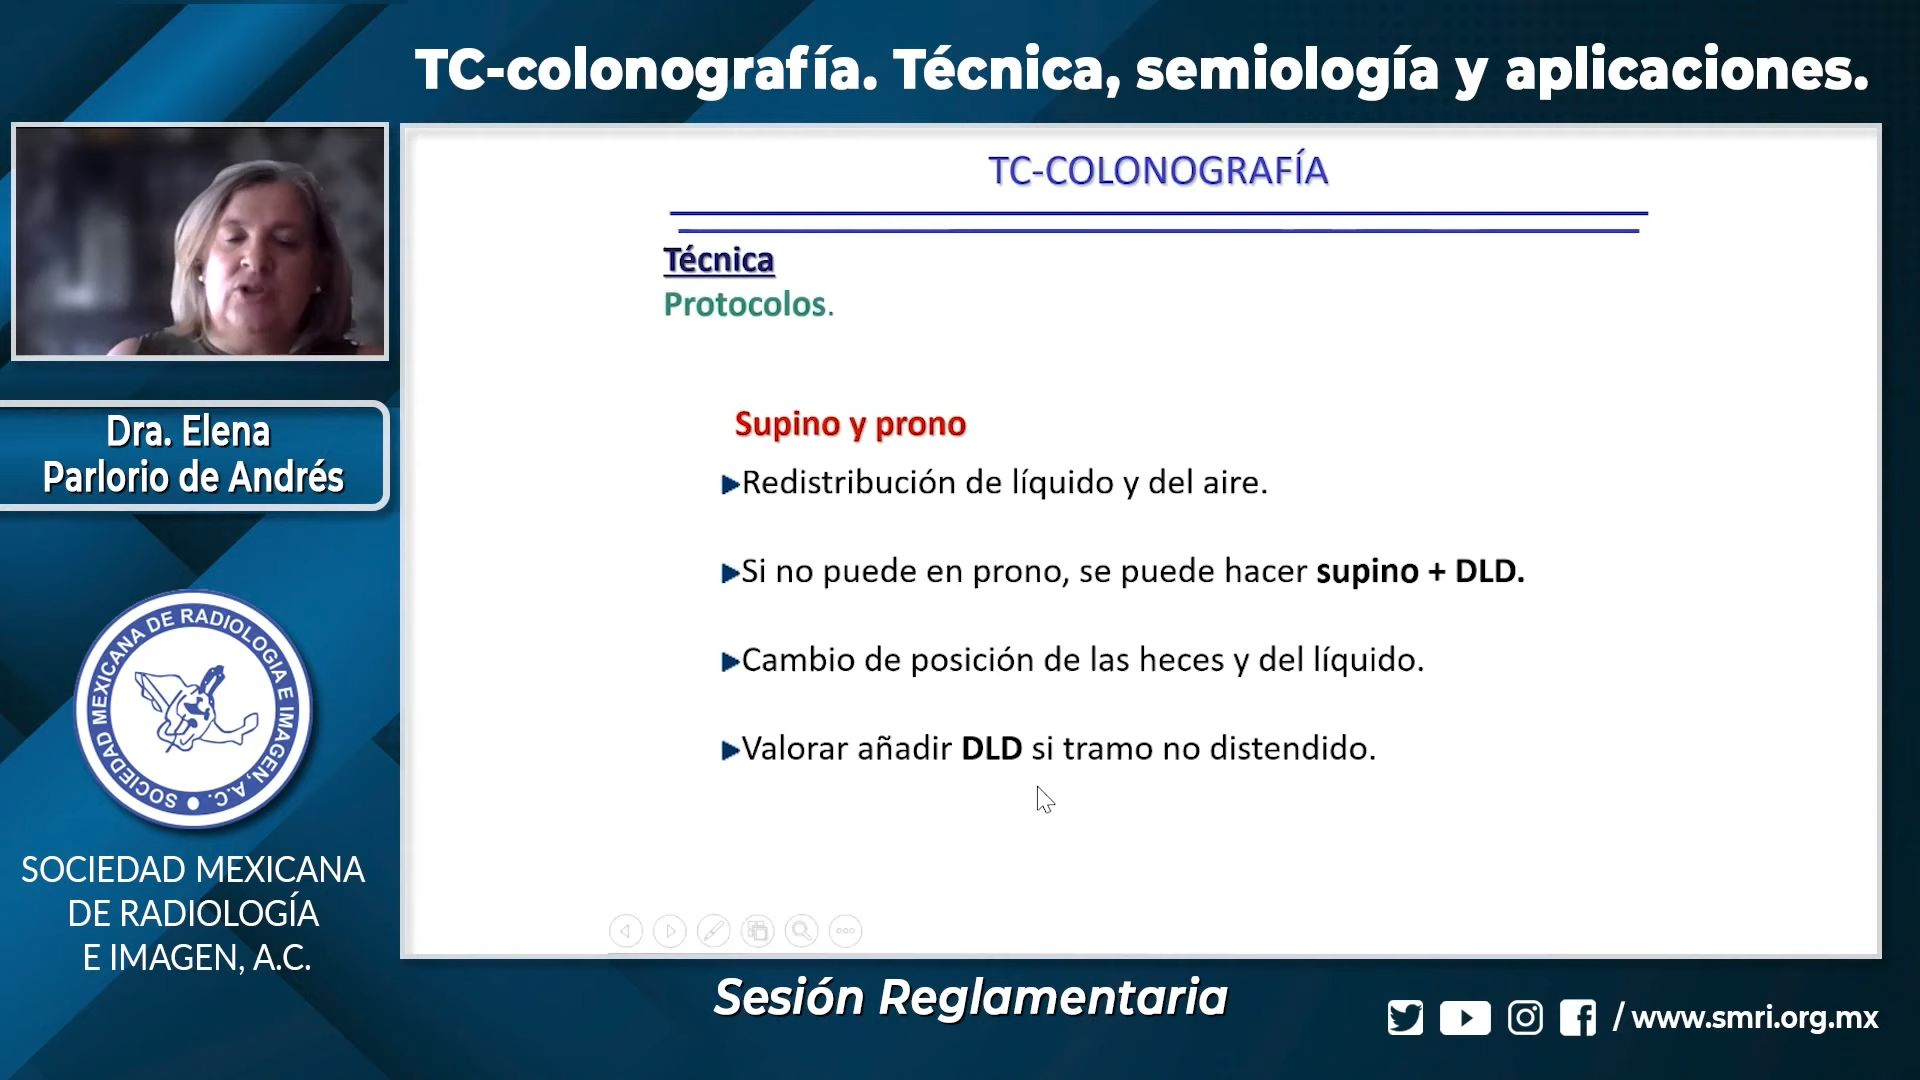 TC-colonografía. Técnica, semiología y aplicaciones.
TC-COLONOGRAFÍA
Técnica
Protocolos.
Supino y prono
Redistribución de líquido y del aire.
Si no puede en prono, se puede hacer supino + DLD.
Cambio de posición de las heces y del líquido.
Valorar añadir DLD si tramo no distendido.
Dra. Elena
Parlorio de Andrés
SOCIEDAD MEXICANA DE RADIOLOGIA E IMAGEN, A.C.
SOCIEDAD MEXICANA
DE RADIOLOGÍA
E IMAGEN, A.C.
Sesión Reglamentaria
/ www.smri.org.mx